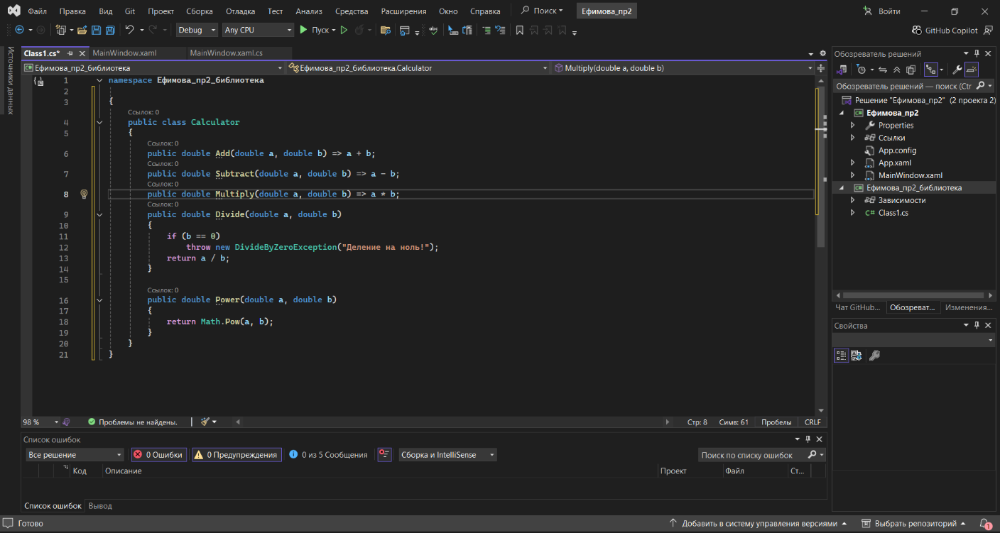 Файл Правка Вид Git Проект Сборка Отладка Тест Анализ Средства Расширения Окно Справка Поиск Ефимова_пр2 Войти
Debug Any CPU Пуск GitHub Copilot
Источники данных
Class1.cs* MainWindow.xaml MainWindow.xaml.cs
Ефимова_пр2_библиотека Ефимова_пр2_библиотека.Calculator Multiply(double a, double b)
1 namespace Ефимова_пр2_библиотека
2
3 {
Ссылок: 0
4 public class Calculator
5 {
Ссылок: 0
6 public double Add(double a, double b) => a + b;
Ссылок: 0
7 public double Subtract(double a, double b) => a - b;
Ссылок: 0
8 public double Multiply(double a, double b) => a * b;
Ссылок: 0
9 public double Divide(double a, double b)
10 {
11 if (b == 0)
12 throw new DivideByZeroException("Деление на ноль!");
13 return a / b;
14 }
15
Ссылок: 0
16 public double Power(double a, double b)
17 {
18 return Math.Pow(a, b);
19 }
20 }
21 }
98 % Проблемы не найдены. Стр: 8 Симв: 61 Пробелы CRLF
Список ошибок
Все решение 0 Ошибки 0 Предупреждения 0 из 5 Сообщения Сборка и IntelliSense Поиск по списку ошибок
Код Описание Проект Файл Ст...
Список ошибок Вывод
Обозреватель решений
Обозреватель решений — поиск (Ctr
Решение "Ефимова_пр2" (2 проекта 2)
Ефимова_пр2
Properties
Ссылки
App.config
App.xaml
MainWindow.xaml
Ефимова_пр2_библиотека
Зависимости
C# Class1.cs
Чат GitHub... Обозреват... Изменения...
Свойства
Готово Добавить в систему управления версиями Выбрать репозиторий 1